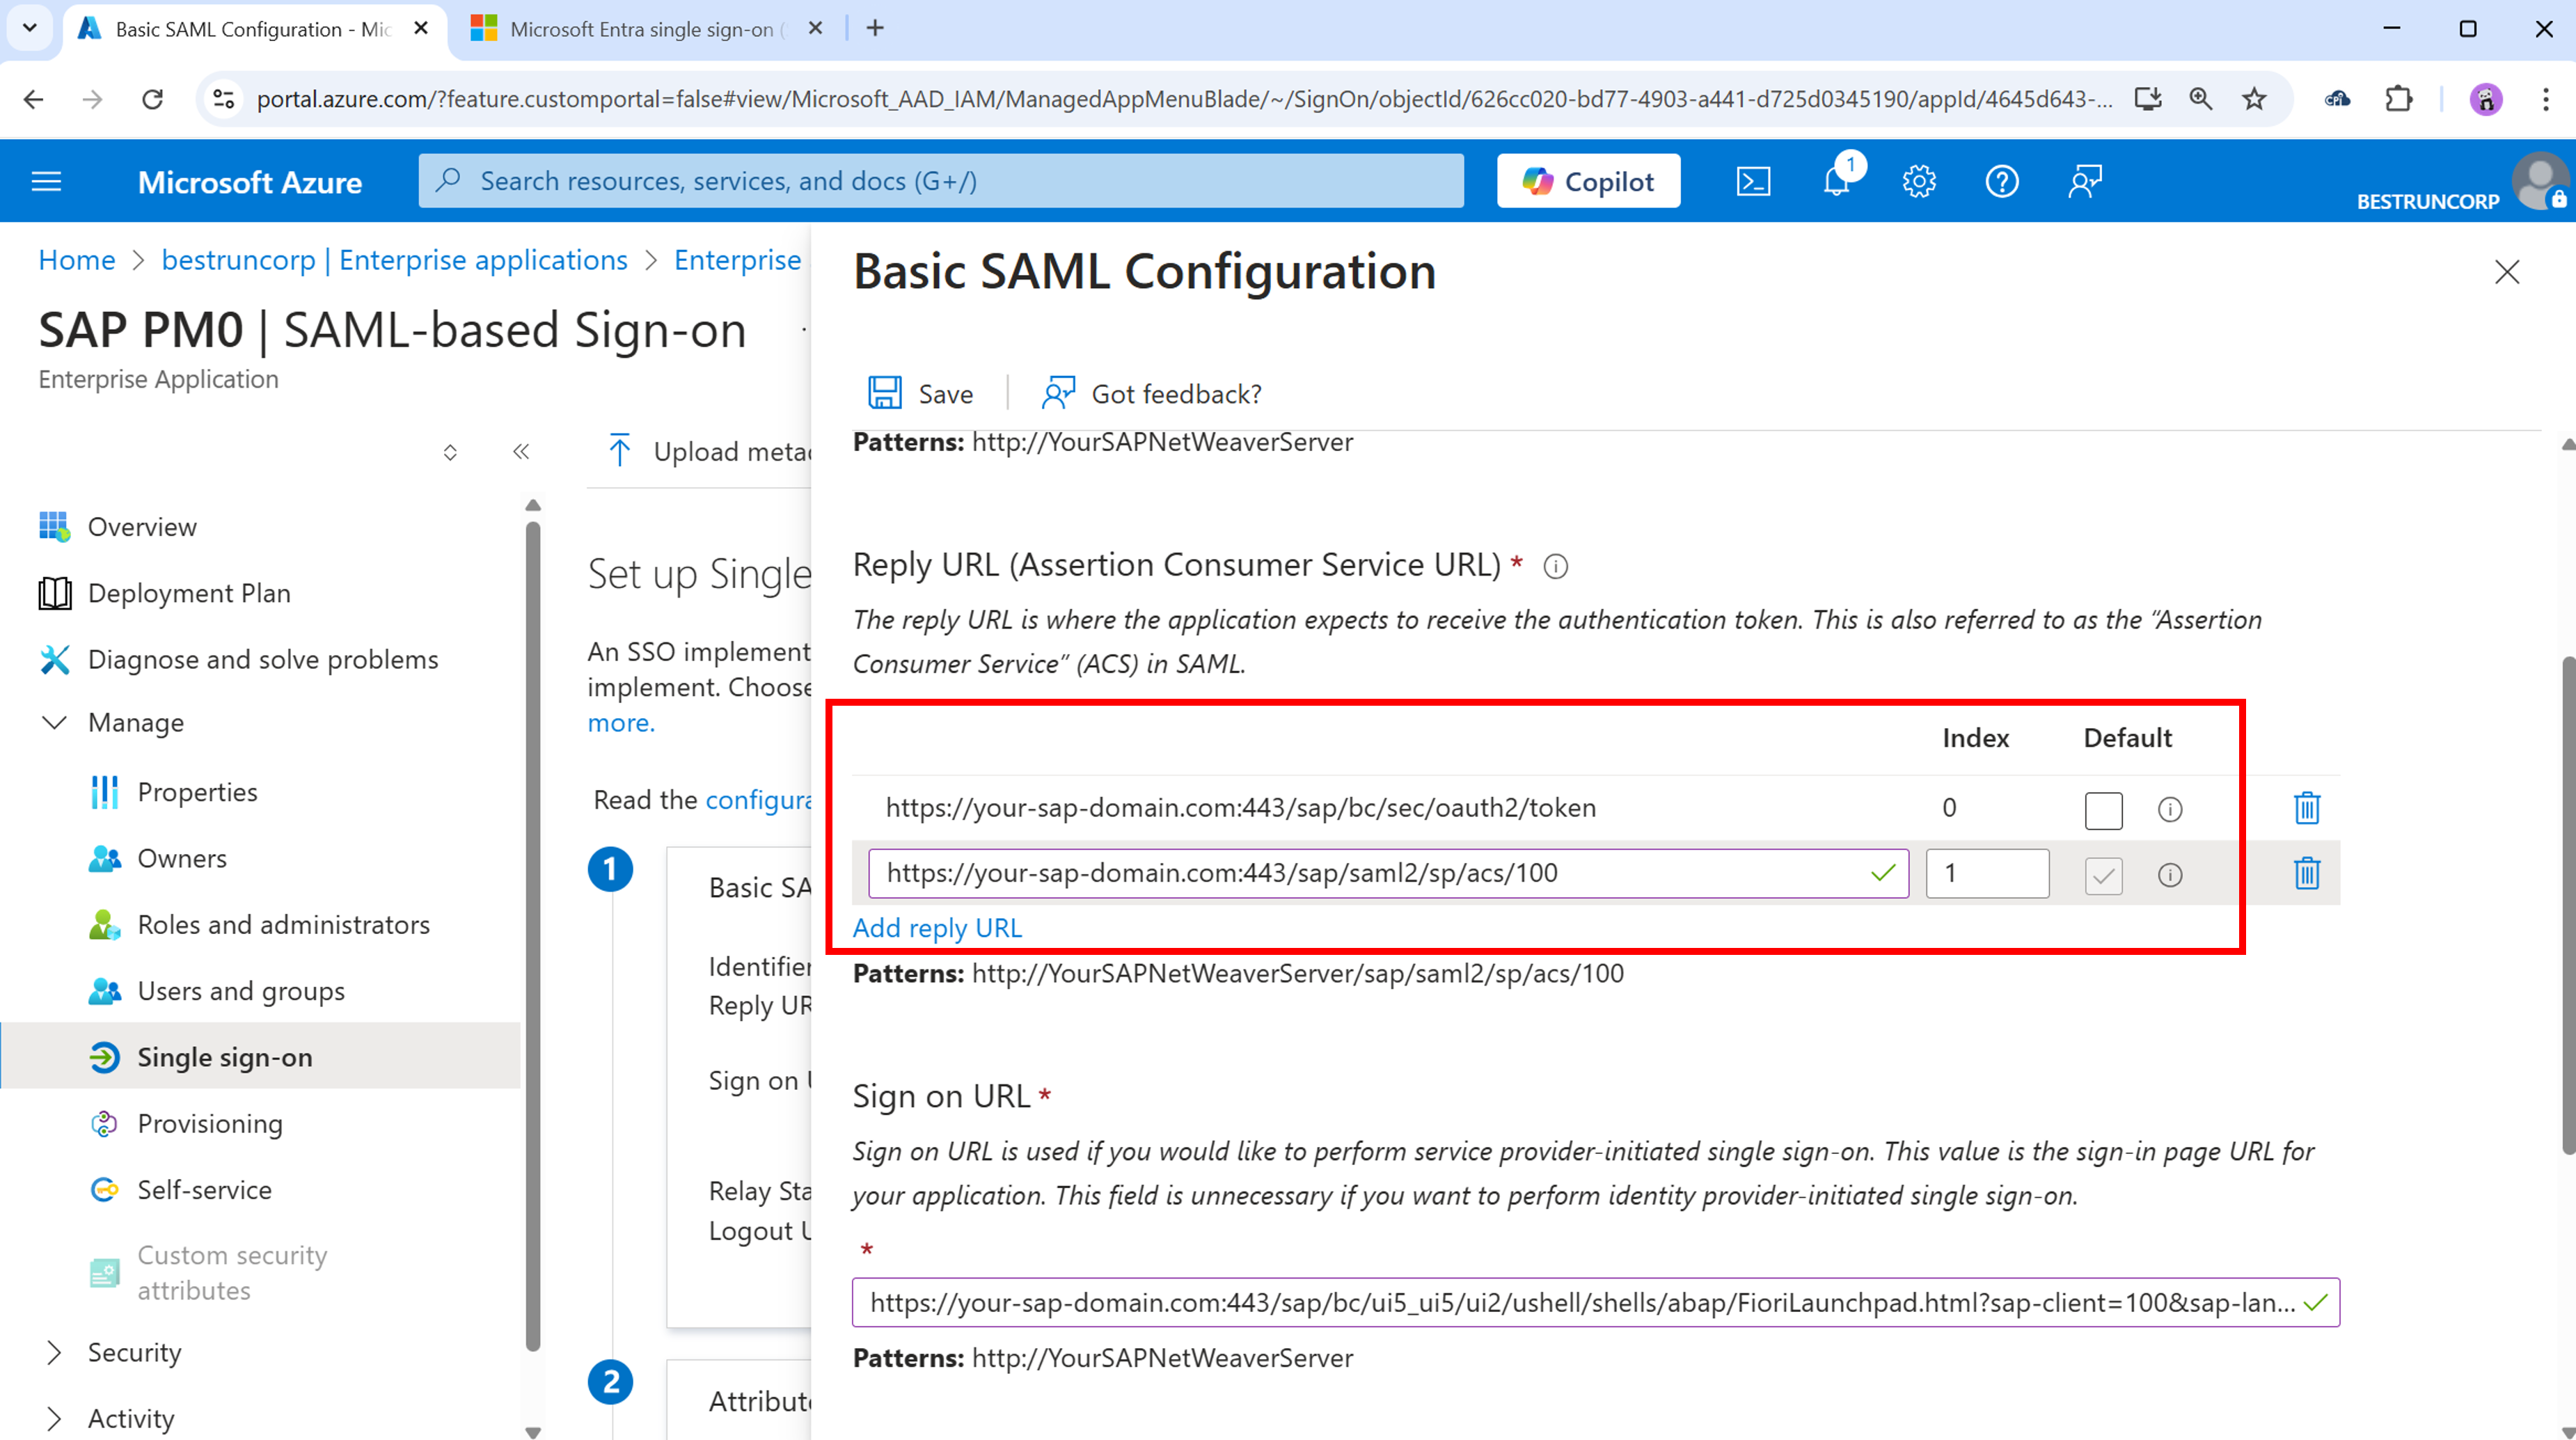 Basic SAML Configuration - Mic
Microsoft Entra single sign-on (
portal.azure.com/?feature.customportal=false#view/Microsoft_AAD_IAM/ManagedAppMenuBlade/~/SignOn/objectId/626cc020-bd77-4903-a441-d725d0345190/appId/4645d643-...
Microsoft Azure
Search resources, services, and docs (G+/)
Copilot
1
BESTRUNCORP
Home > bestruncorp | Enterprise applications > Enterprise
SAP PM0 | SAML-based Sign-on
Enterprise Application
Upload metac
Overview
Deployment Plan
Diagnose and solve problems
Manage
Properties
Owners
Roles and administrators
Users and groups
Single sign-on
Provisioning
Self-service
Custom security
attributes
Security
Activity
Set up Single
An SSO implement
implement. Choose
more.
Read the configura
1
Basic SA
Identifier
Reply UR
Sign on U
Relay Sta
Logout U
2
Attribute
Basic SAML Configuration
Save
Got feedback?
Patterns: http://YourSAPNetWeaverServer
Reply URL (Assertion Consumer Service URL) *
The reply URL is where the application expects to receive the authentication token. This is also referred to as the “Assertion
Consumer Service” (ACS) in SAML.
Index Default
https://your-sap-domain.com:443/sap/bc/sec/oauth2/token 0
https://your-sap-domain.com:443/sap/saml2/sp/acs/100 1
Add reply URL
Patterns: http://YourSAPNetWeaverServer/sap/saml2/sp/acs/100
Sign on URL *
Sign on URL is used if you would like to perform service provider-initiated single sign-on. This value is the sign-in page URL for
your application. This field is unnecessary if you want to perform identity provider-initiated single sign-on.
*
https://your-sap-domain.com:443/sap/bc/ui5_ui5/ui2/ushell/shells/abap/FioriLaunchpad.html?sap-client=100&sap-lan...
Patterns: http://YourSAPNetWeaverServer